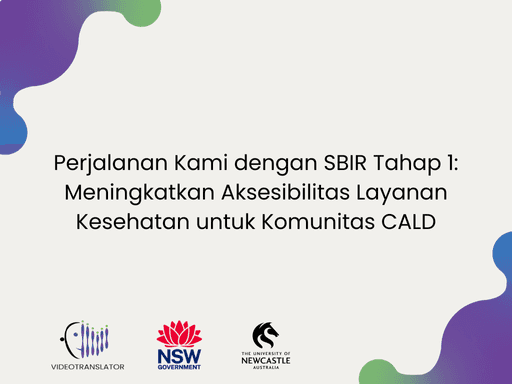 Perjalanan Kami dengan SBIR Tahap 1:
Meningkatkan Aksesibilitas Layanan
Kesehatan untuk Komunitas CALD
VIDEOTRANSLATOR
NSW
GOVERNMENT
THE UNIVERSITY OF
NEWCASTLE
AUSTRALIA